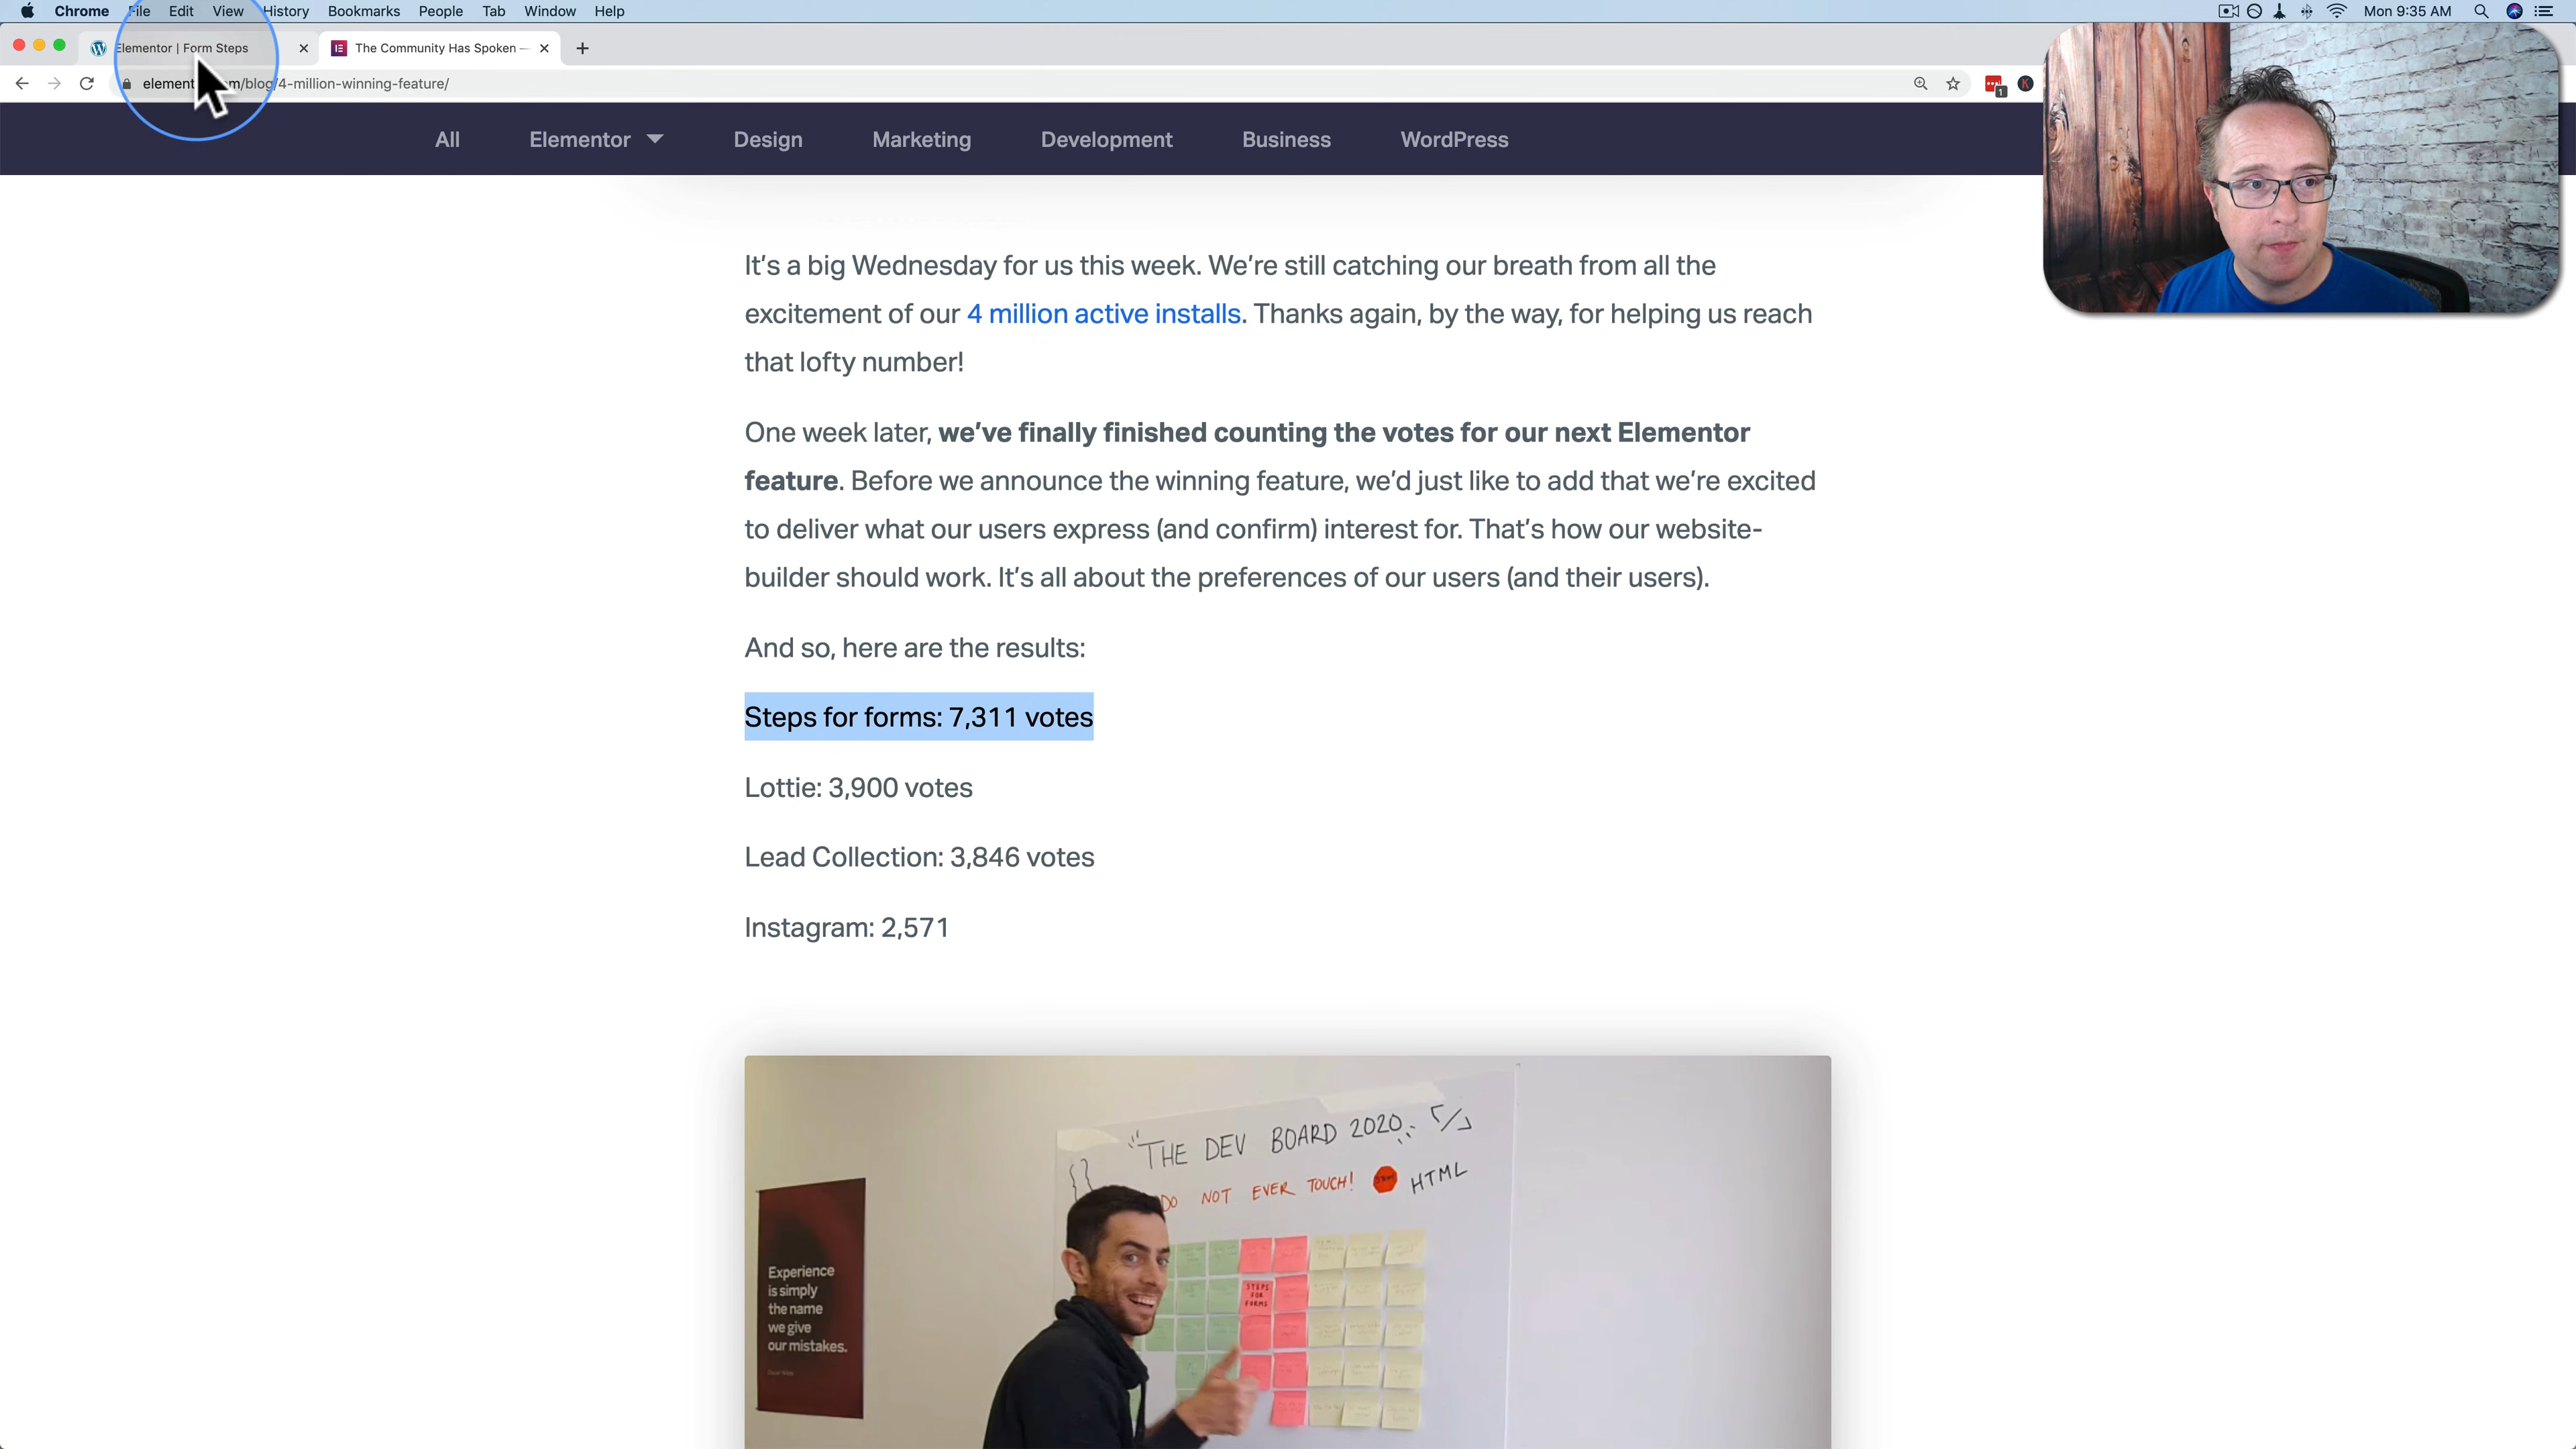 Chrome File Edit View History Bookmarks People Tab Window Help
Mon 9:35 AM
Elementor | Form Steps
The Community Has Spoken —
/blog/4-million-winning-feature/
All Elementor Design Marketing Development Business WordPress
It's a big Wednesday for us this week. We're still catching our breath from all the
excitement of our 4 million active installs. Thanks again, by the way, for helping us reach
that lofty number!
One week later, we've finally finished counting the votes for our next Elementor
feature. Before we announce the winning feature, we'd just like to add that we're excited
to deliver what our users express (and confirm) interest for. That's how our website-
builder should work. It's all about the preferences of our users (and their users).
And so, here are the results:
Steps for forms: 7,311 votes
Lottie: 3,900 votes
Lead Collection: 3,846 votes
Instagram: 2,571
"THE DEV BOARD 2020"
DO NOT EVER TOUCH! HTML
STEPS
FOR
FORMS
Experience
is simply
the name
we give
our mistakes.